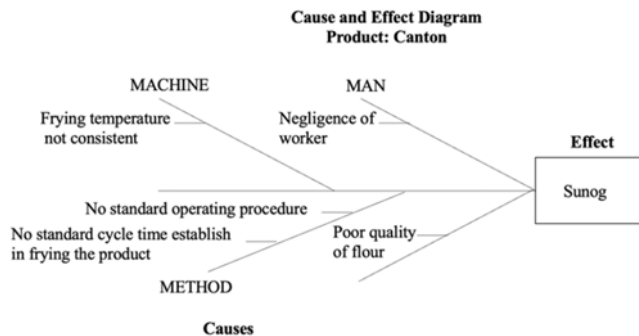 Cause and Effect Diagram
Product: Canton
MACHINE
MAN
Frying temperature
not consistent
Negligence of
worker
Effect
Sunog
No standard operating procedure
No standard cycle time establish
in frying the product
Poor quality
of flour
METHOD
Causes